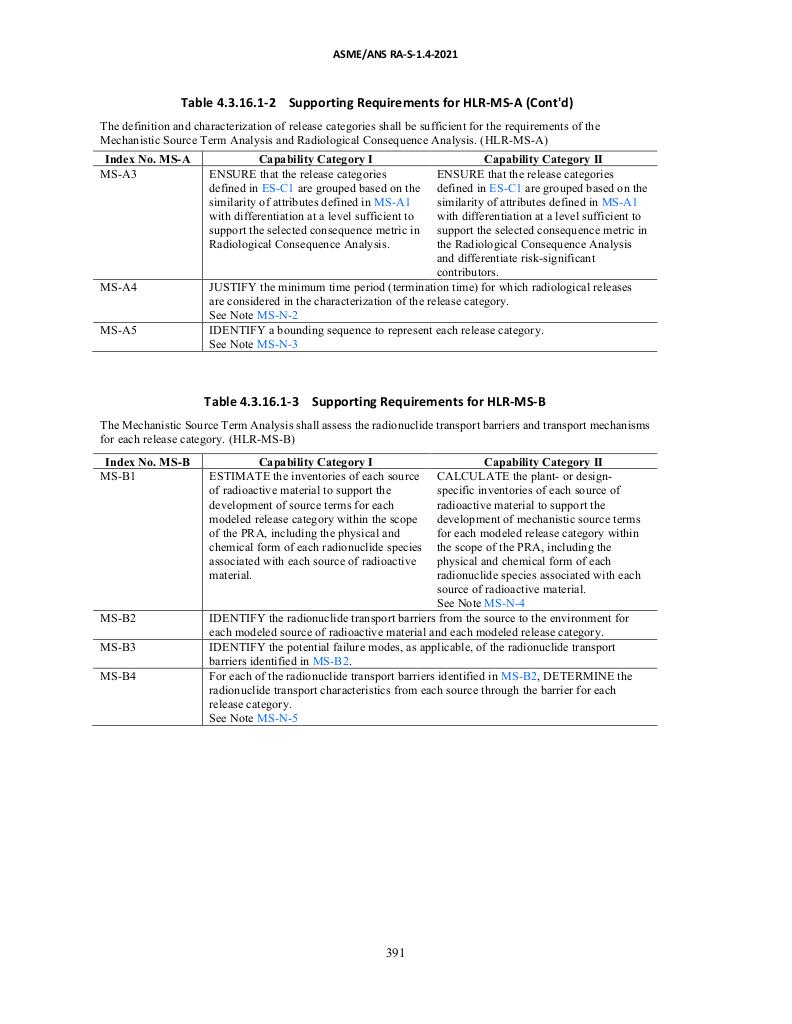 ASME/ANS RA-S-1.4-2021
Table 4.3.16.1-2 Supporting Requirements for HLR-MS-A (Cont'd)
The definition and characterization of release categories shall be sufficient for the requirements of the
Mechanistic Source Term Analysis and Radiological Consequence Analysis. (HLR-MS-A)
Index No. MS-A Capability Category I Capability Category II
MS-A3
ENSURE that the release categories
defined in ES-C1 are grouped based on the
similarity of attributes defined in MS-A1
with differentiation at a level sufficient to
support the selected consequence metric in
Radiological Consequence Analysis.
ENSURE that the release categories
defined in ES-C1 are grouped based on the
similarity of attributes defined in MS-A1
with differentiation at a level sufficient to
support the selected consequence metric in
the Radiological Consequence Analysis
and differentiate risk-significant
contributors.
MS-A4
JUSTIFY the minimum time period (termination time) for which radiological releases
are considered in the characterization of the release category.
See Note MS-N-2
MS-A5
IDENTIFY a bounding sequence to represent each release category.
See Note MS-N-3
Table 4.3.16.1-3 Supporting Requirements for HLR-MS-B
The Mechanistic Source Term Analysis shall assess the radionuclide transport barriers and transport mechanisms
for each release category. (HLR-MS-B)
Index No. MS-B Capability Category I Capability Category II
MS-B1
ESTIMATE the inventories of each source
of radioactive material to support the
development of source terms for each
modeled release category within the scope
of the PRA, including the physical and
chemical form of each radionuclide species
associated with each source of radioactive
material.
CALCULATE the plant- or design-
specific inventories of each source of
radioactive material to support the
development of mechanistic source terms
for each modeled release category within
the scope of the PRA, including the
physical and chemical form of each
radionuclide species associated with each
source of radioactive material.
See Note MS-N-4
MS-B2
IDENTIFY the radionuclide transport barriers from the source to the environment for
each modeled source of radioactive material and each modeled release category.
MS-B3
IDENTIFY the potential failure modes, as applicable, of the radionuclide transport
barriers identified in MS-B2.
MS-B4
For each of the radionuclide transport barriers identified in MS-B2, DETERMINE the
radionuclide transport characteristics from each source through the barrier for each
release category.
See Note MS-N-5
391